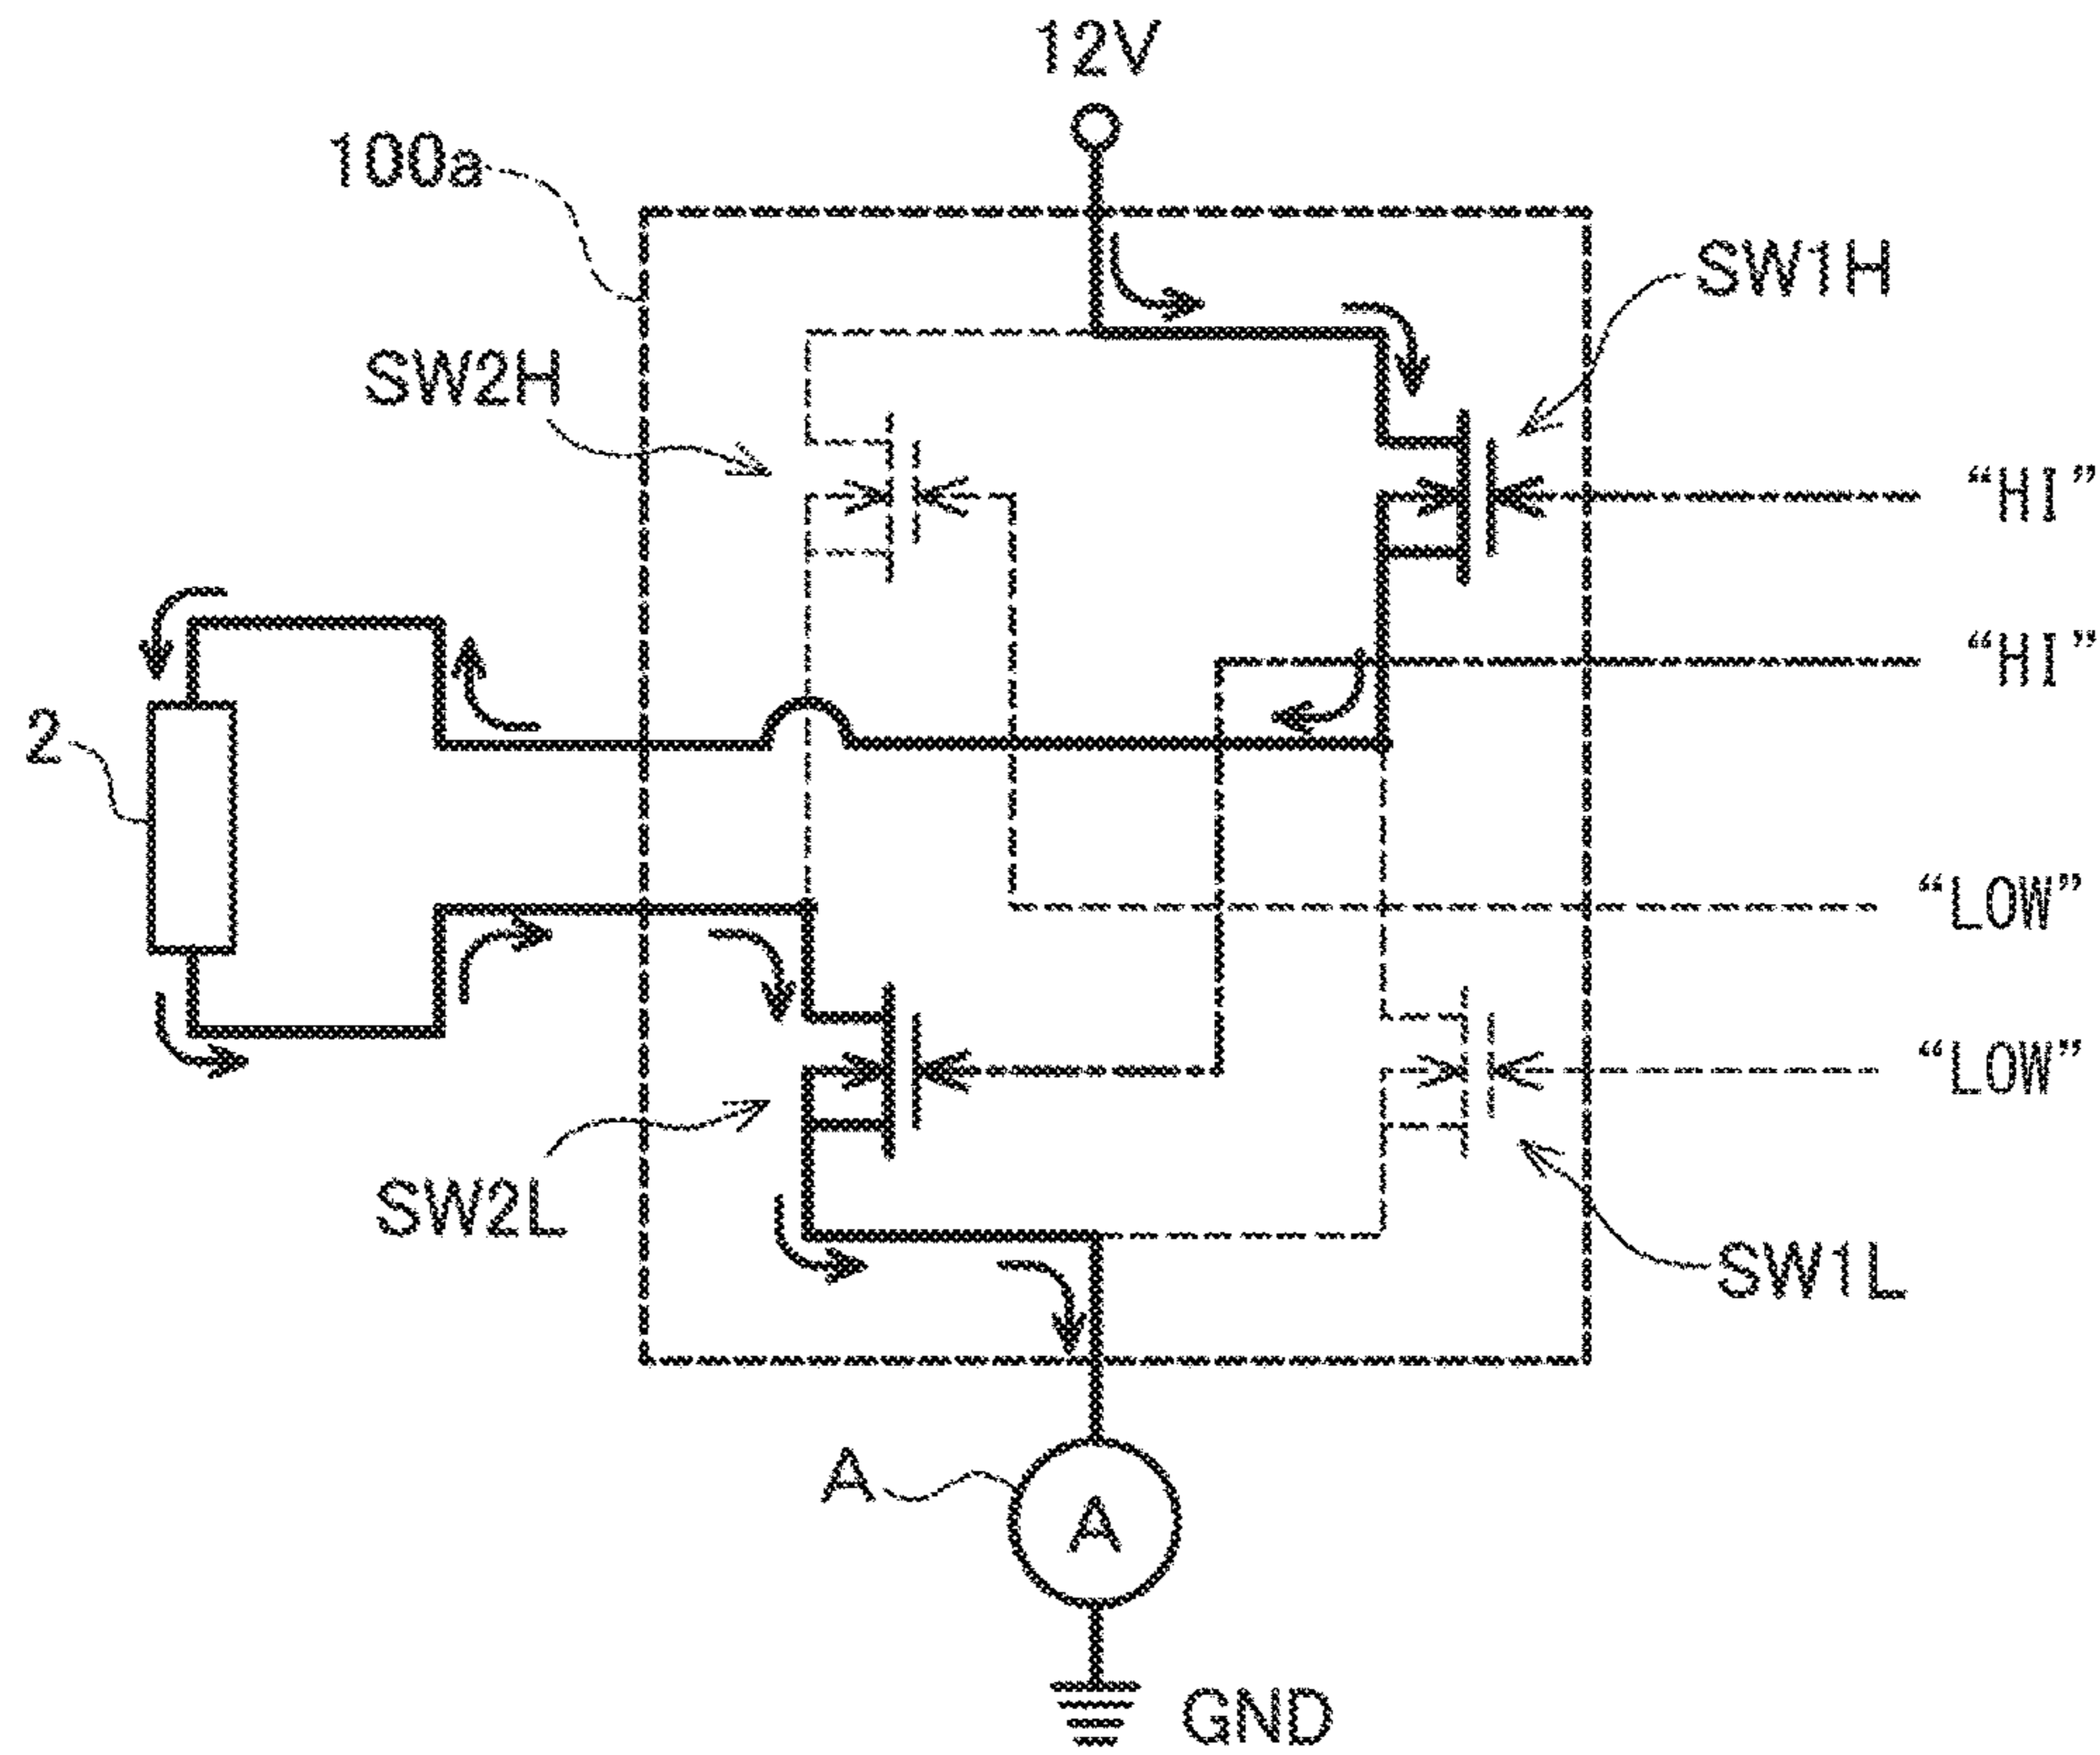 12V
100a
SW1H
SW2H
“HI”
“HI”
2
“LOW”
“LOW”
SW2L
SW1L
A
A
GND